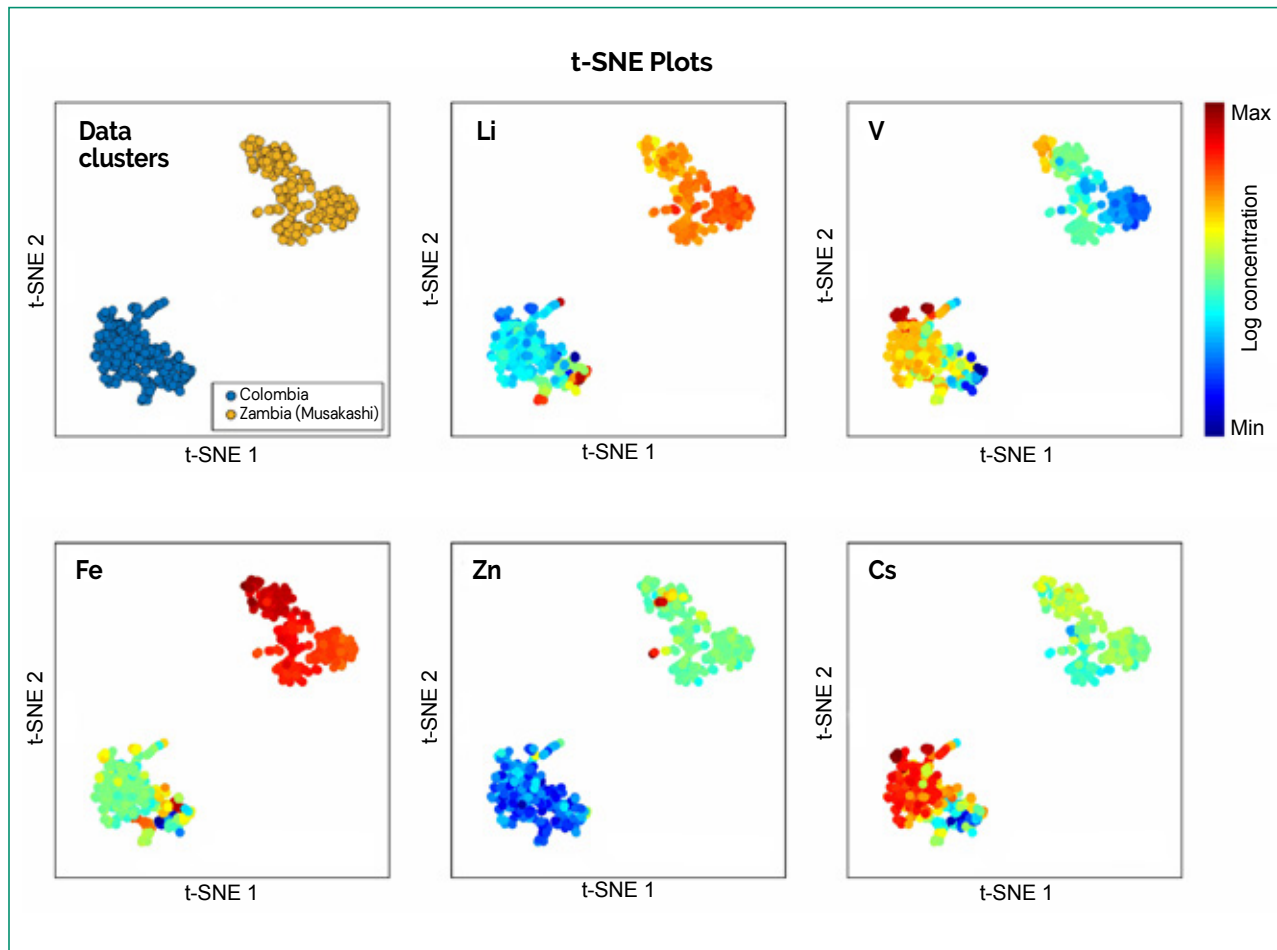 t-SNE Plots
Data
clusters
t-SNE 2
Colombia
Zambia (Musakashi)
t-SNE 1
Li
t-SNE 2
t-SNE 1
V
t-SNE 2
t-SNE 1
Max
Log concentration
Min
Fe
t-SNE 2
t-SNE 1
Zn
t-SNE 2
t-SNE 1
Cs
t-SNE 2
t-SNE 1